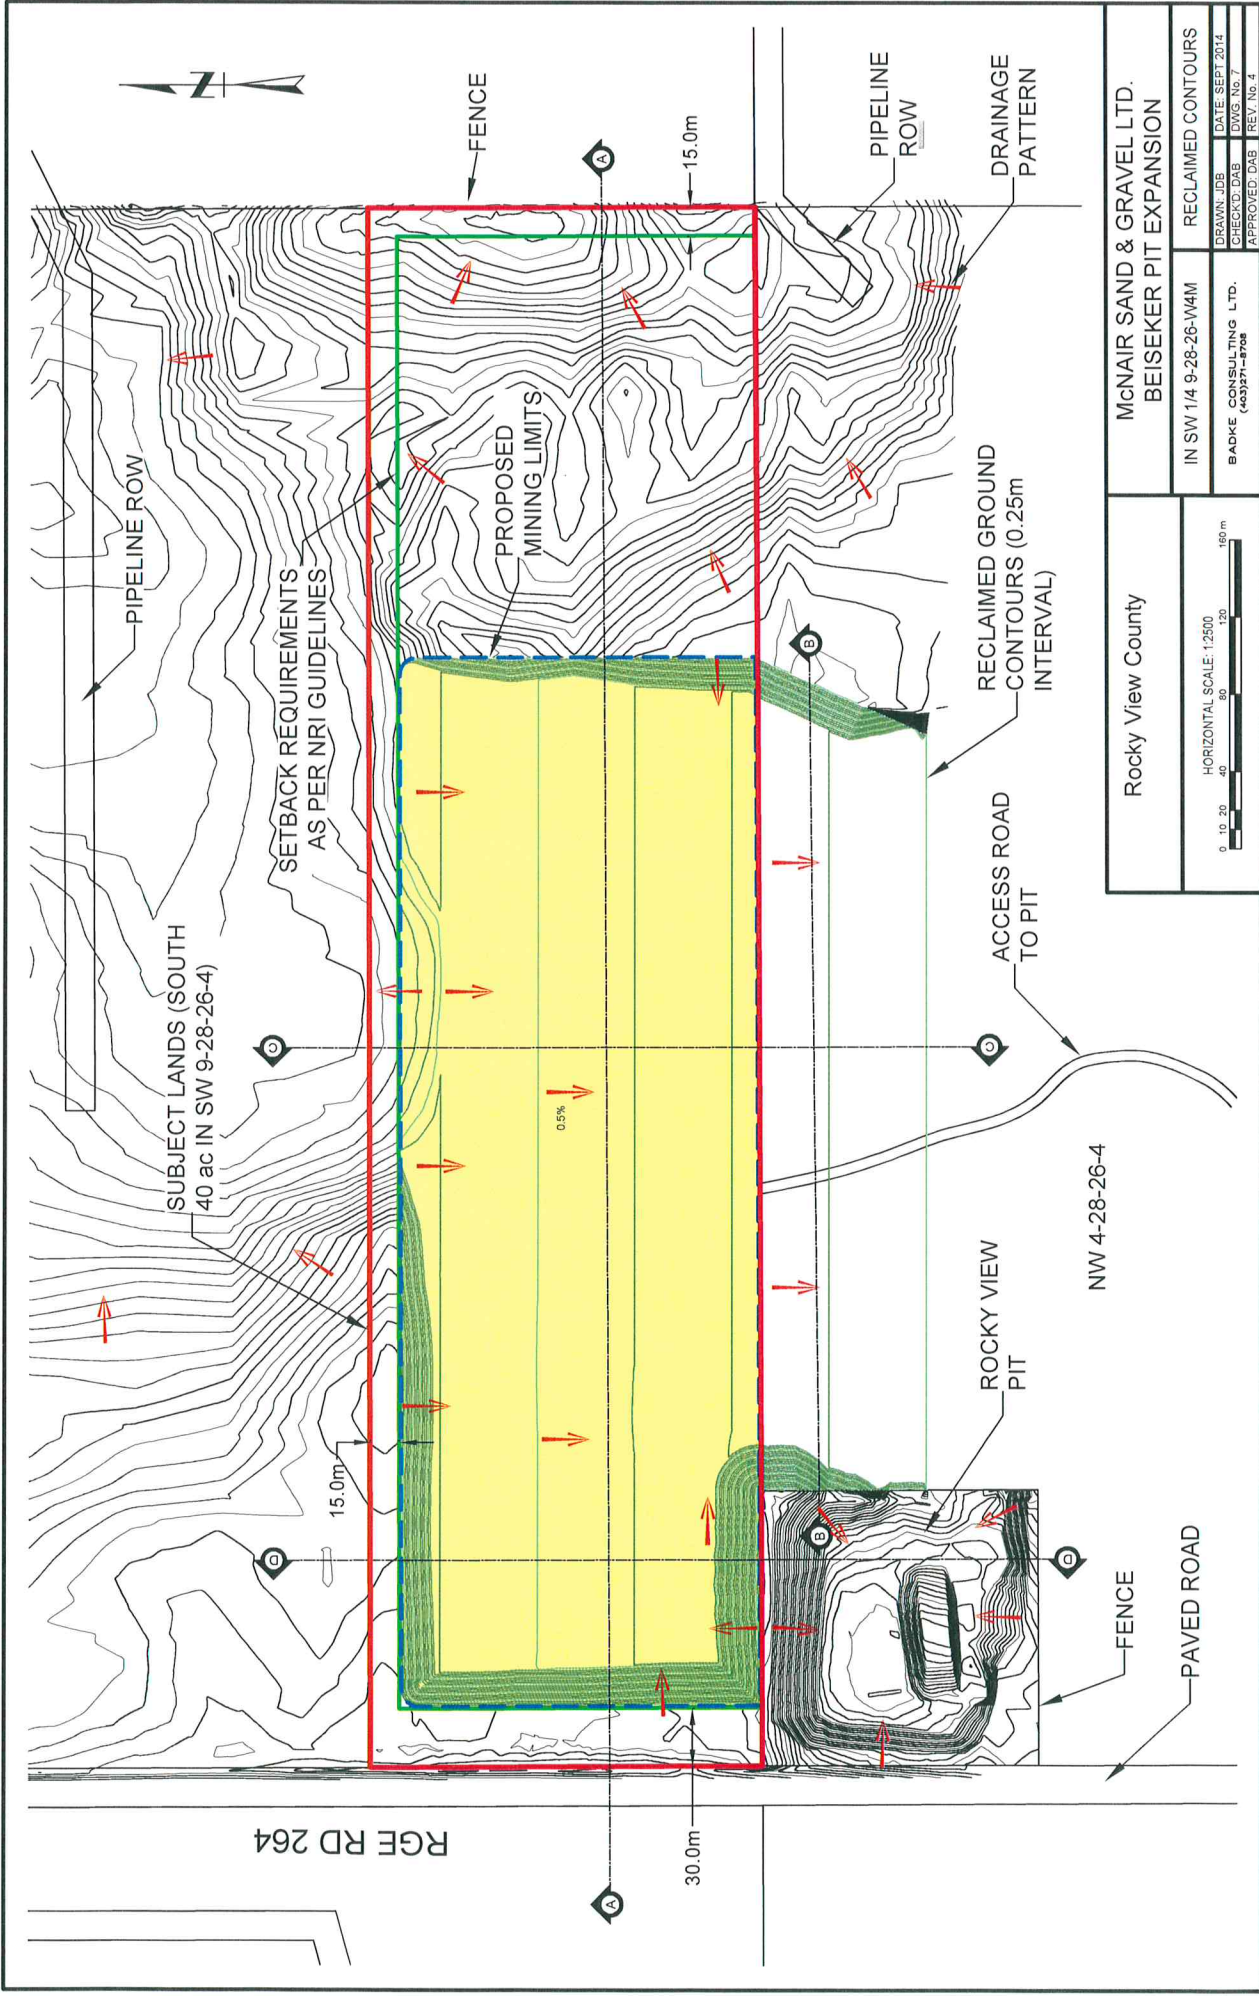 N
FENCE
A
15.0m
PIPELINE
ROW
DRAINAGE
PATTERN
PIPELINE ROW
SETBACK REQUIREMENTS
AS PER NRI GUIDELINES
PROPOSED
MINING LIMITS
B
RECLAIMED GROUND
CONTOURS (0.25m
INTERVAL)
SUBJECT LANDS (SOUTH
40 ac IN SW 9-28-26-4)
C
0.5%
C
ACCESS ROAD
TO PIT
NW 4-28-26-4
ROCKY VIEW
PIT
15.0m
D
B
D
FENCE
PAVED ROAD
RGE RD 264
30.0m
A
Rocky View County
HORIZONTAL SCALE: 1:2500
0 10 20 40 80 120 160 m
McNAIR SAND & GRAVEL LTD.
BEISEKER PIT EXPANSION
IN SW 1/4 9-28-26-W4M
RECLAIMED CONTOURS
BADKE CONSULTING LTD.
(403)271-8708
DRAWN: JDB
DATE: SEPT 2014
CHECK'D: DAB
DWG. No. 7
APPROVED: DAB
REV. No. 4